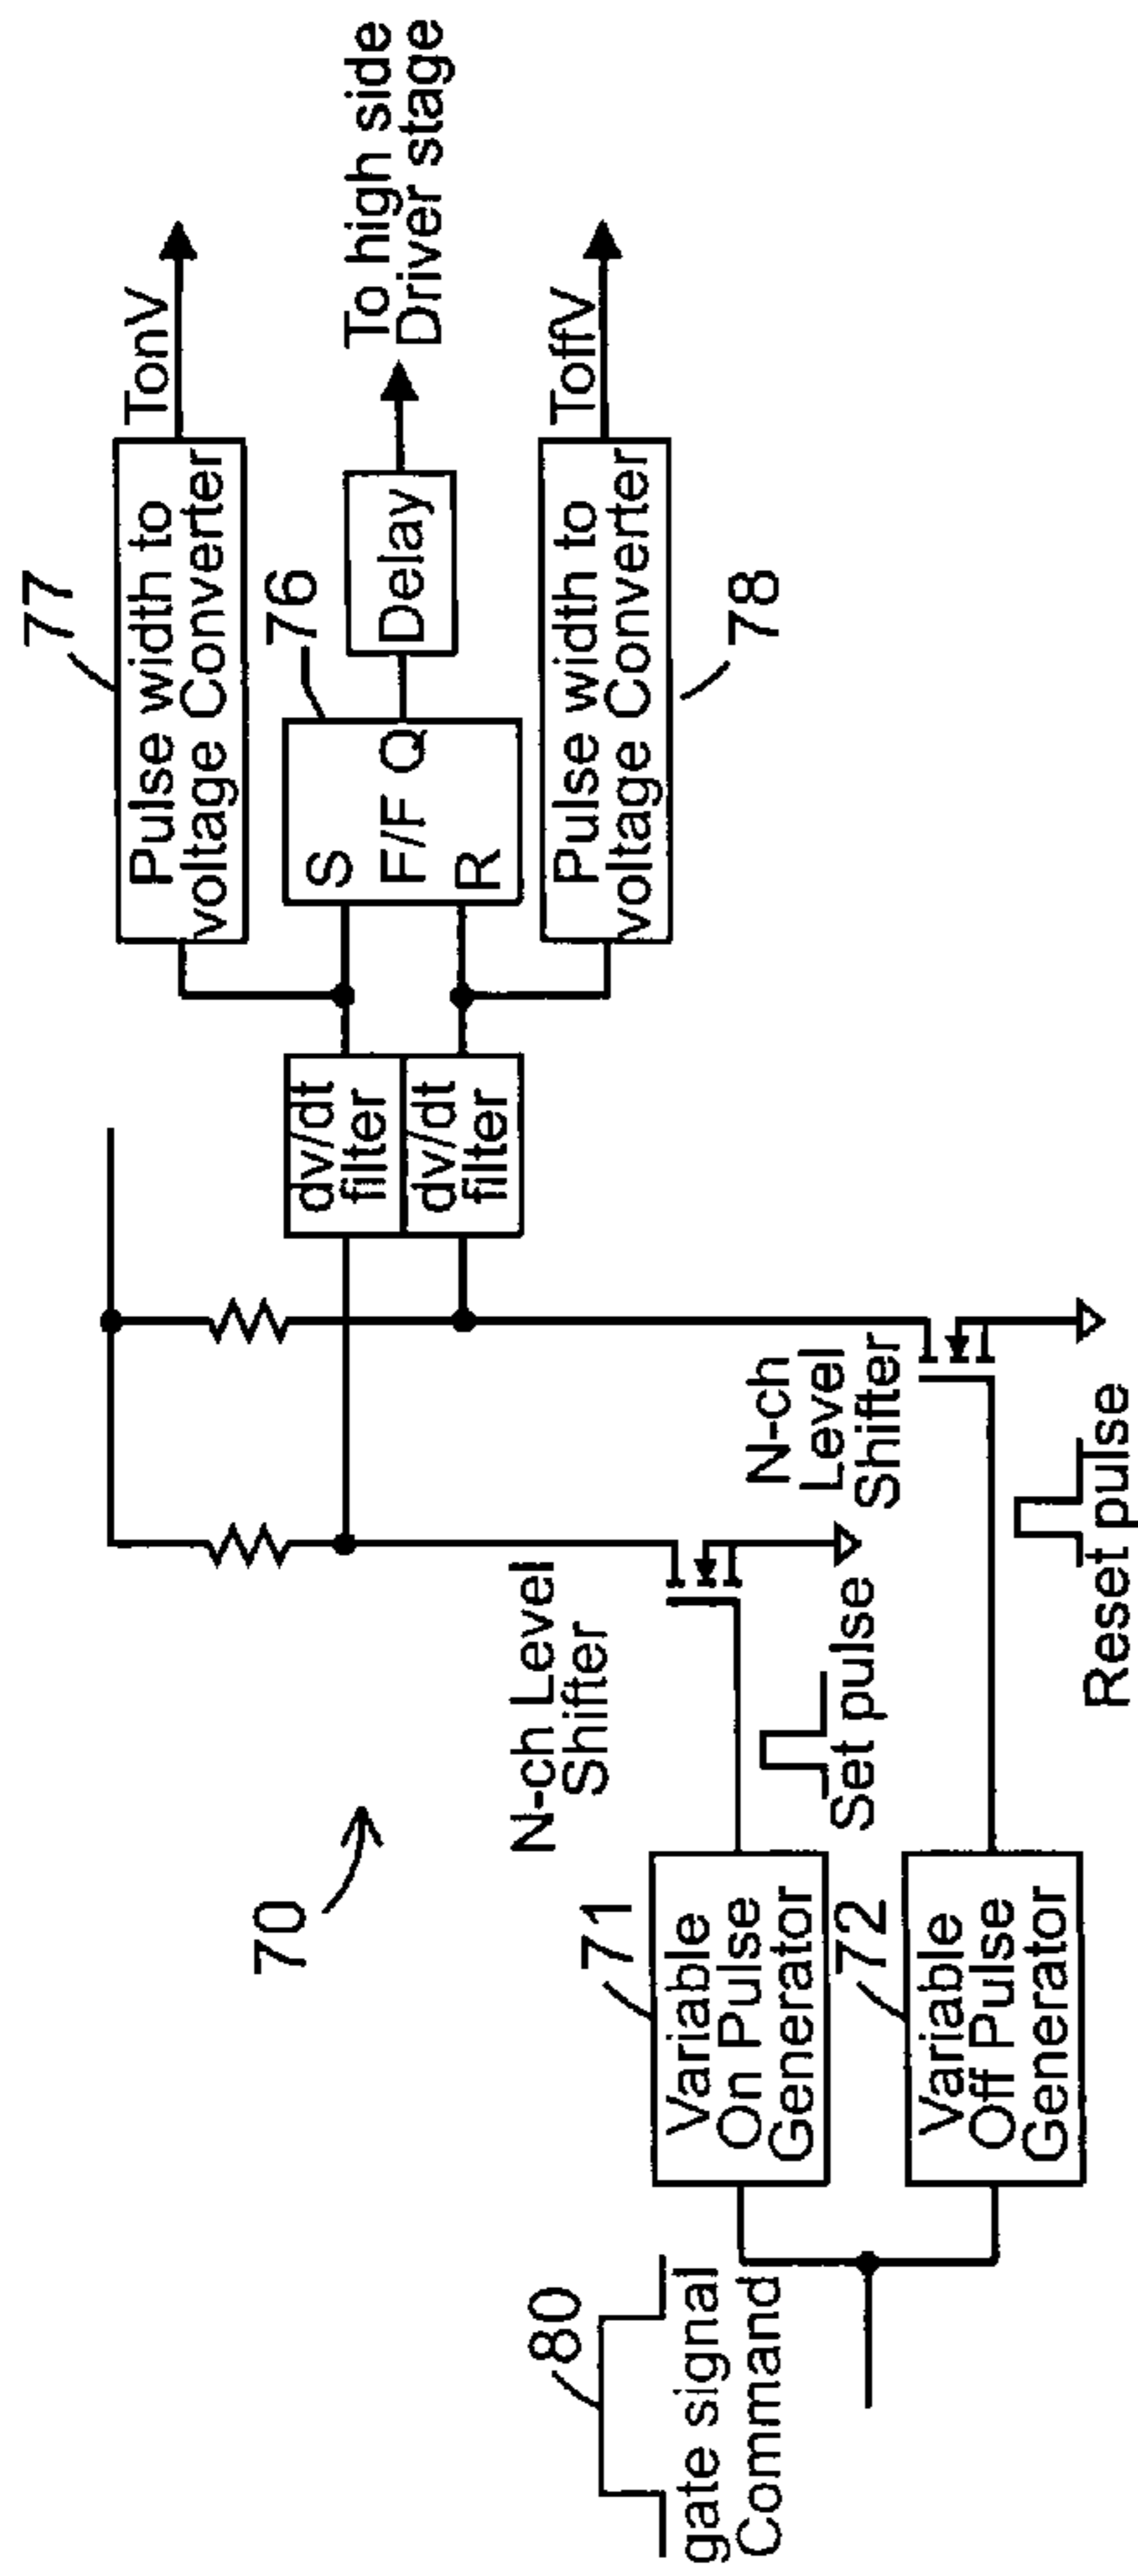 70
80
gate signal
Command
71
Variable
On Pulse
Generator
72
Variable
Off Pulse
Generator
N-ch Level
Shifter
Set pulse
N-ch
Level
Shifter
Reset pulse
dv/dt
filter
dv/dt
filter
77
Pulse width to
voltage Converter
TonV
76
S
F/F Q
R
Delay
To high side
Driver stage
78
Pulse width to
voltage Converter
ToffV